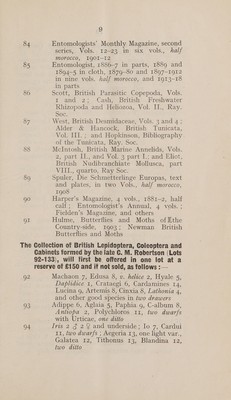 9
84 Entomologists' Monthly Magazine, second
series, Vols. 12-23 in six vols., half
morocco, 1901-12
85 Entomologist, 1886-7 in parts, 1889 and
1894-5 in cloth, 1879-80 and 1897-1912
in nine vols. half morocco, and 1913-18
in parts
86 Scott, British Parasitic Copepoda, Vols.
1 and 2; Cash, British Freshwater
Rhizopoda and Heliozoa, Vol. II., Ray.
Soc.
87 West, British Desmidaceae, Vols. 3 and 4;
Alder & Hancock, British Tunicata,
Vol. III.; and Hopkinson, Bibliography
of the Tunicata, Ray. Soc.
88 McIntosh, British Marine Annelids, Vols.
2, part II., and Vol. 3 part I.; and Eliot,
British Nudibranchiate Mollusca, part
VIII., quarto, Ray Soc.
89 Spuler, Die Schmetterlinge Europas, text
and plates, in two Vols., half morocco,
1908
90 Harper's Magazine, 4 vols., 1881-2, half
calf; Entomologist's Annual, 4 vols.;
Fielden's Magazine, and others
91 Hulme, Butterflies and Moths of Ethe
Country-side, 1903; Newman British
Butterflies and Moths
The Collection of British Lepidoptera, Coleoptera and
Cabinets formed by the late C. M. Robertson (Lots
92-133), will first be offered in one lot at a
reserve of £150 and if not sold, as follows:—
92 Machaon 7, Edusa 8, v. helice 2, Hyale 5,
Daplidice 1, Crataegi 6, Cardamines 14,
Lucina 9, Artemis 8, Cinxia 8, Lathonia 4,
and other good species in two drawers
93 Adippe 6, Aglaia 5, Paphia 9, C-album 8,
Antiopa 2, Polychloros 11, two dwarfs
with Urticae, one ditto
94 Iris 2 ♂ 2 ♀ and underside; Io 7, Cardui
11, two dwarfs; Aegeria 13, one light var.,
Galatea 12, Tithonus 13, Blandina 12,
two ditto